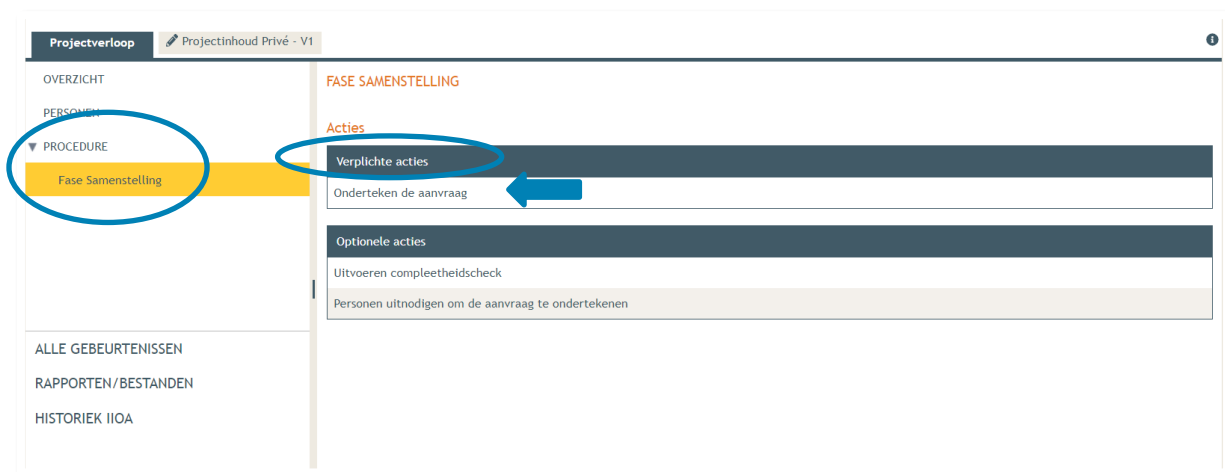 Projectverloop
Projectinhoud Privé - V1
OVERZICHT
PERSONEN
PROCEDURE
Fase Samenstelling
ALLE GEBEURTENISSEN
RAPPORTEN/BESTANDEN
HISTORIEK IIOA
FASE SAMENSTELLING
Acties
Verplichte acties
Onderteken de aanvraag
Optionele acties
Uitvoeren compleetheidscheck
Personen uitnodigen om de aanvraag te ondertekenen